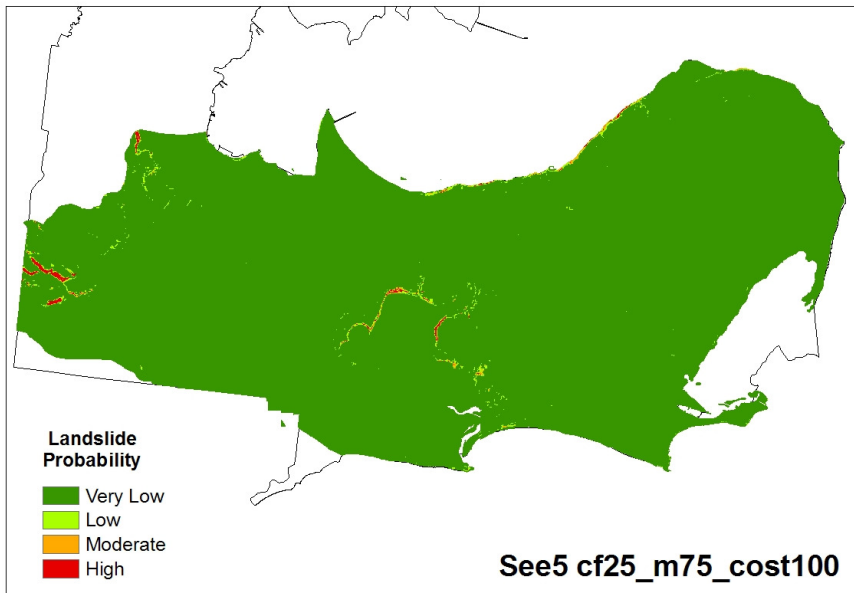 Landslide
Probability
Very Low
Low
Moderate
High
See5 cf25_m75_cost100